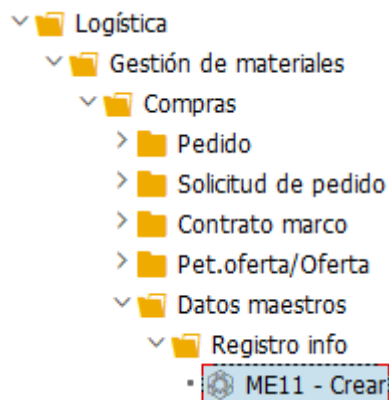 Logística
Gestión de materiales
Compras
Pedido
Solicitud de pedido
Contrato marco
Pet.oferta/Oferta
Datos maestros
Registro info
ME11 - Crear